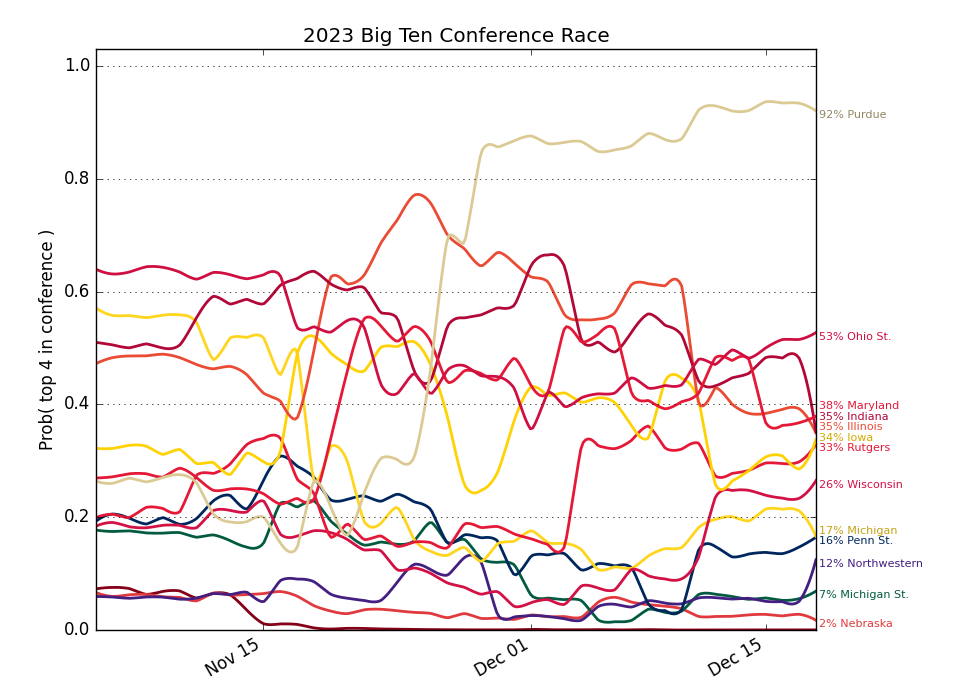 2023 Big Ten Conference Race
Prob( top 4 in conference )
1.0
0.8
0.6
0.4
0.2
0.0
Nov 15
Dec 01
Dec 15
92% Purdue
53% Ohio St.
38% Maryland
35% Indiana
35% Illinois
34% Iowa
33% Rutgers
26% Wisconsin
17% Michigan
16% Penn St.
12% Northwestern
7% Michigan St.
2% Nebraska